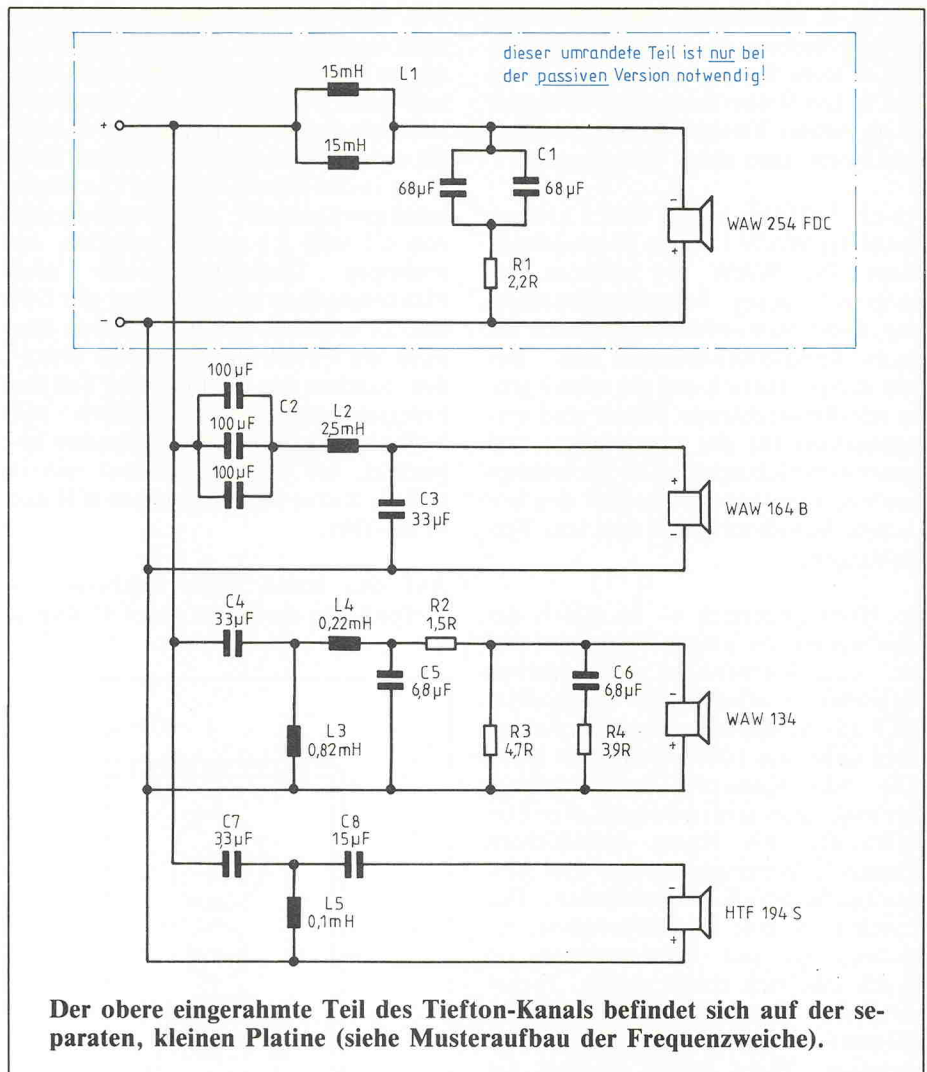 dieser umrandete Teil ist nur bei
der passiven Version notwendig!
15mH
L1
15mH
+
C1
68µF
68µF
WAW 254 FDC
+
R1
2,2R
-
100µF
C2
100µF
100µF
L2
2,5mH
C3
33µF
+
WAW 164 B
-
C4
33µF
L4
0,22mH
R2
1,5R
C5
6,8µF
C6
6,8µF
L3
0,82mH
R3
4,7R
R4
3,9R
-
WAW 134
+
C7
3,3µF
C8
15µF
L5
0,1mH
-
HTF 194 S
+
Der obere eingerahmte Teil des Tiefton-Kanals befindet sich auf der se-
paraten, kleinen Platine (siehe Musteraufbau der Frequenzweiche).